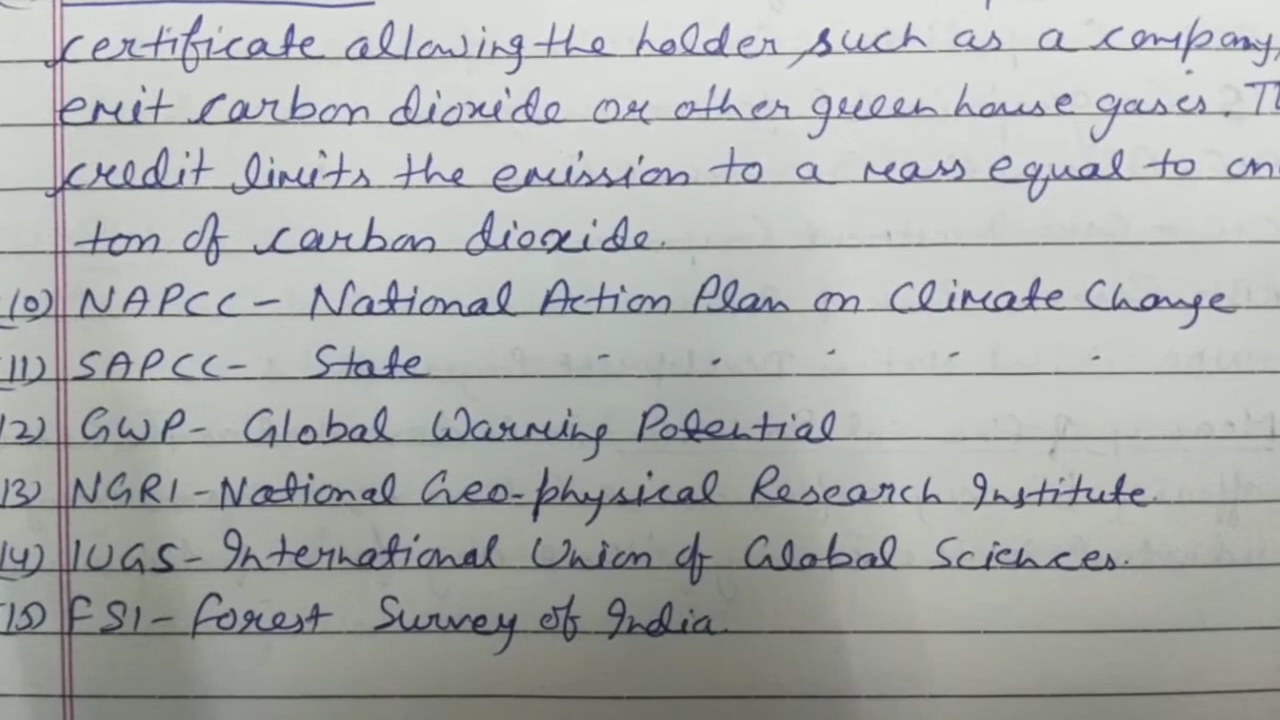 certificate allowing the holder, such as a company,
emit carbon dioxide or other green house gases. Th
credit limits the emission to a mass equal to on
ton of carbon dioxide.
(10) NAPCC - National Action Plan on Climate Change
(11) SAPCC - State - . - - .
12) GWP - Global Warming Potential
13) NGRI - National Geo-physical Research Institute.
14) IUGS - International Union of Global Sciences.
15) FSI - Forest Survey of India.